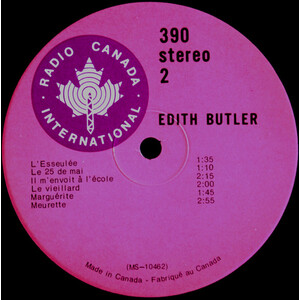 RADIO CANADA
INTERNATIONAL
390
stereo
2
EDITH BUTLER
L'Esseulée 1:35
Le 25 de mai 1:10
Il m'envoit à l'école 2:15
Le vieillard 2:00
Marguérite 1:45
Meurette 2:55
(MS-10462)
Made in Canada - Fabriqué au Canada